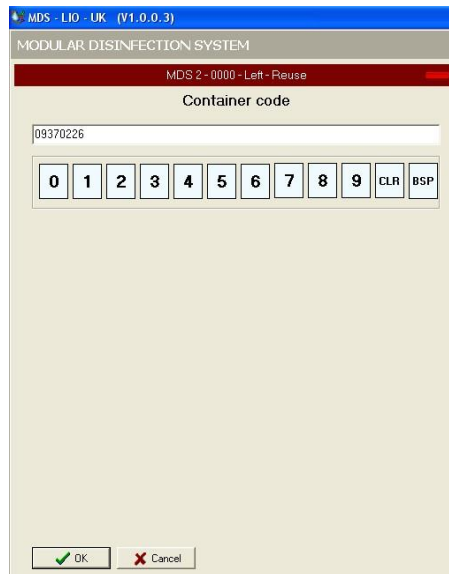 MDS - LIO - UK (V1.0.0.3)
MODULAR DISINFECTION SYSTEM
MDS 2 - 0000 - Left - Reuse
Container code
09370226
0 1 2 3 4 5 6 7 8 9 CLR BSP
OK Cancel